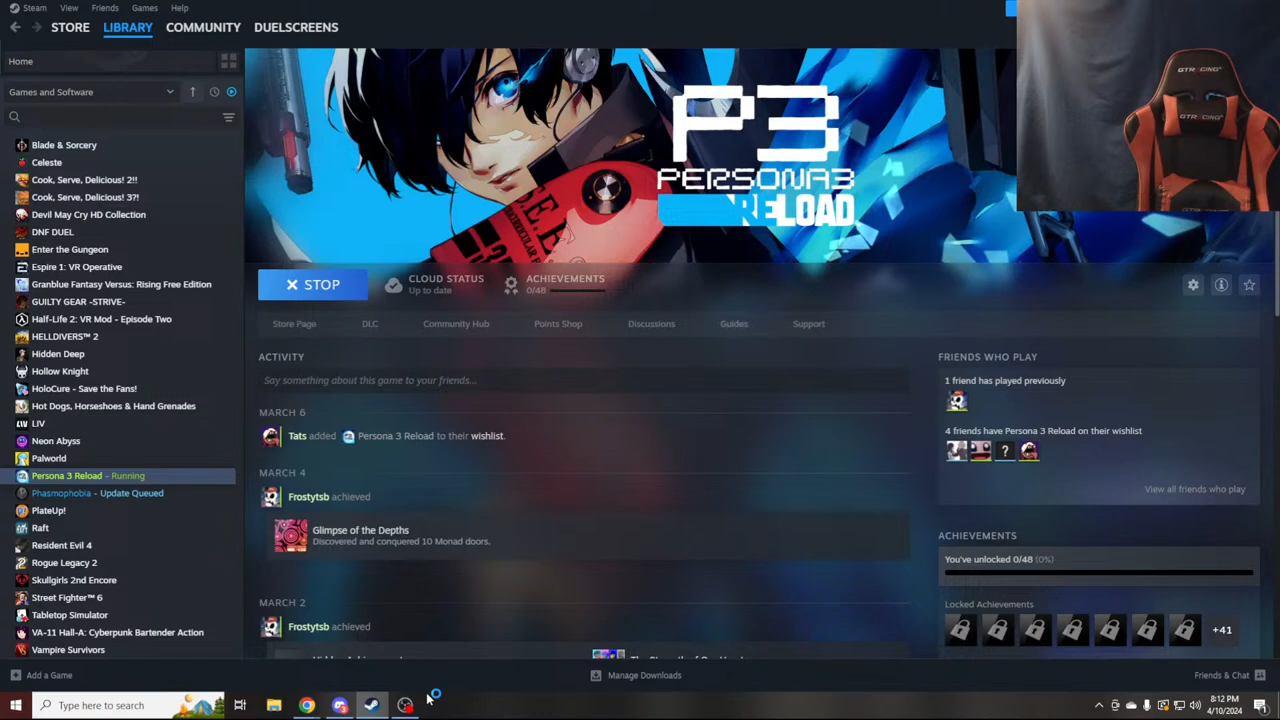 Steam View Friends Games Help
STORE LIBRARY COMMUNITY DUELSCREENS
Home
Games and Software
Blade & Sorcery
Celeste
Cook, Serve, Delicious! 2!!
Cook, Serve, Delicious! 3?!
Devil May Cry HD Collection
DNF DUEL
Enter the Gungeon
Espire 1: VR Operative
Granblue Fantasy Versus: Rising Free Edition
GUILTY GEAR -STRIVE-
Half-Life 2: VR Mod - Episode Two
HELLDIVERS™ 2
Hidden Deep
Hollow Knight
HoloCure - Save the Fans!
Hot Dogs, Horseshoes & Hand Grenades
LIV
Neon Abyss
Palworld
Persona 3 Reload - Running
Phasmophobia - Update Queued
PlateUp!
Raft
Resident Evil 4
Rogue Legacy 2
Skullgirls 2nd Encore
Street Fighter™ 6
Tabletop Simulator
VA-11 Hall-A: Cyberpunk Bartender Action
Vampire Survivors
Add a Game
P3
PERSONA3
RELOAD
S.E.E.S
GTRACING
GTRACING
STOP
CLOUD STATUS
Up to date
ACHIEVEMENTS
0/48
Store Page DLC Community Hub Points Shop Discussions Guides Support
ACTIVITY
Say something about this game to your friends...
MARCH 6
Tats added Persona 3 Reload to their wishlist.
MARCH 4
Frostytsb achieved
Glimpse of the Depths
Discovered and conquered 10 Monad doors.
MARCH 2
Frostytsb achieved
FRIENDS WHO PLAY
1 friend has played previously
4 friends have Persona 3 Reload on their wishlist
?
View all friends who play
ACHIEVEMENTS
You've unlocked 0/48 (0%)
Locked Achievements
+41
Manage Downloads
Friends & Chat
Type here to search
8:12 PM
4/10/2024
1